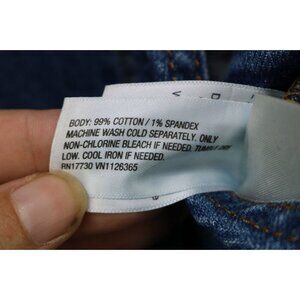 BODY: 99% COTTON / 1% SPANDEX
MACHINE WASH COLD SEPARATELY. ONLY
NON-CHLORINE BLEACH IF NEEDED. TUMBLE DRY
LOW. COOL IRON IF NEEDED.
RN17730 VN1126365